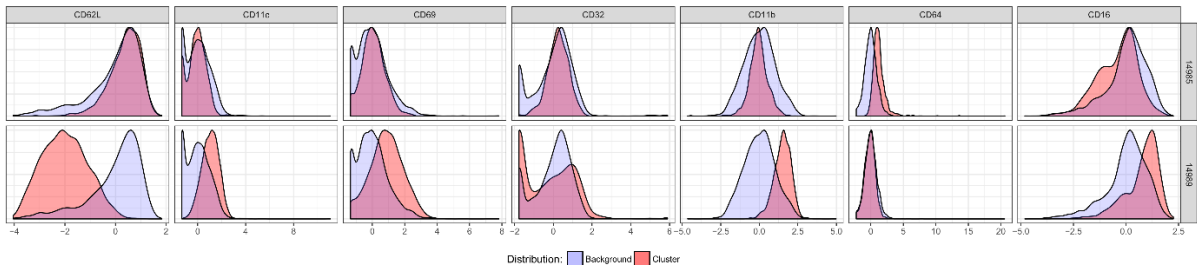 CD62L CD11c CD69 CD32 CD11b CD64 CD16
14985
14989
−4 −2 0 2 0 4 8 0 2 4 6 8 −2 0 2 4 6 −5.0 −2.5 0.0 2.5 5.0 0 5 10 15 20 −5.0 −2.5 0.0 2.5
Distribution: Background Cluster